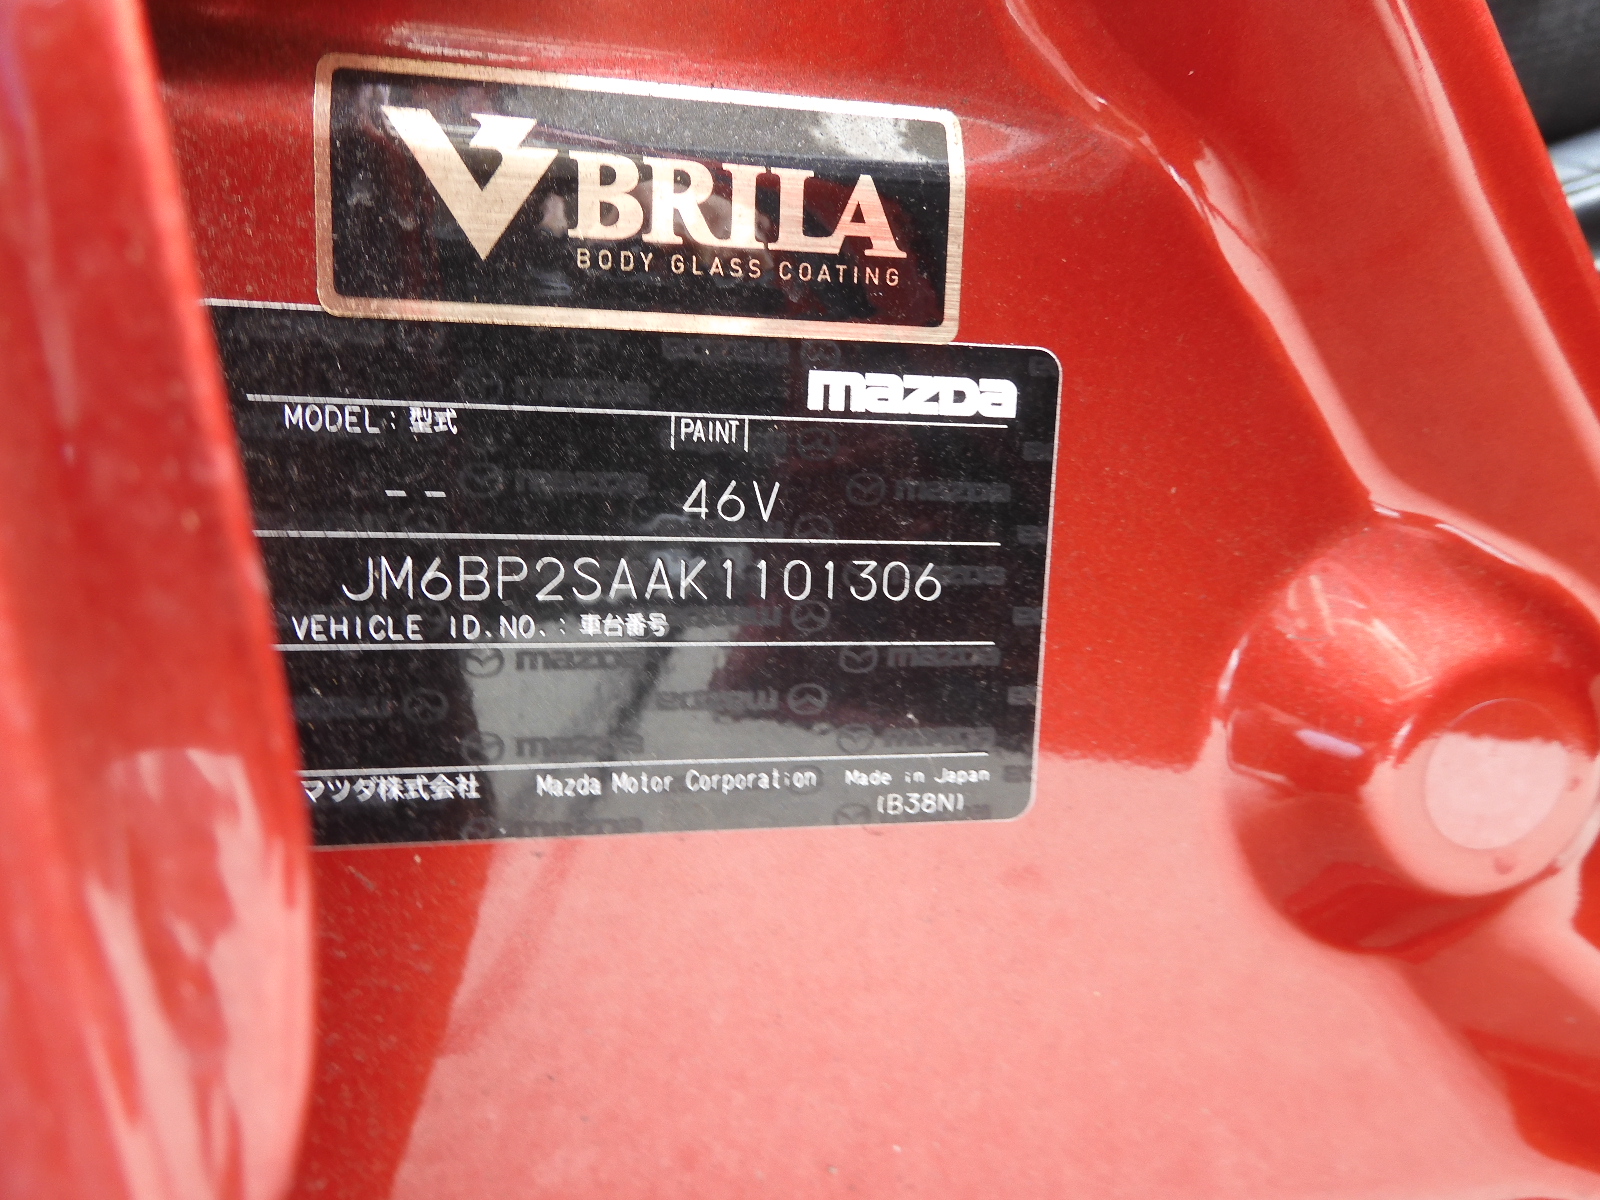 V BRILA
BODY GLASS COATING
mazda
MODEL : 型式
PAINT
-- 46V
JM6BP2SAAK1101306
VEHICLE ID.NO. : 車台番号
マツダ株式会社 Mazda Motor Corporation Made in Japan
(B38N)